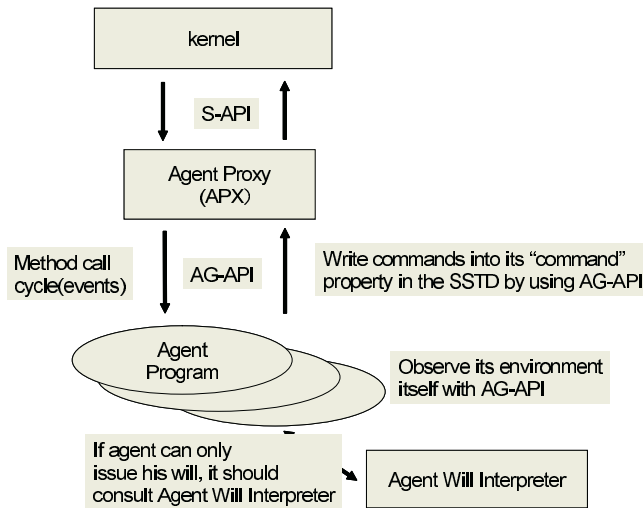 kernel
S-API
Agent Proxy
(APX)
Method call
cycle(events)
AG-API
Write commands into its “command”
property in the SSTD by using AG-API
Agent
Program
Observe its environment
itself with AG-API
If agent can only
issue his will, it should
consult Agent Will Interpreter
Agent Will Interpreter